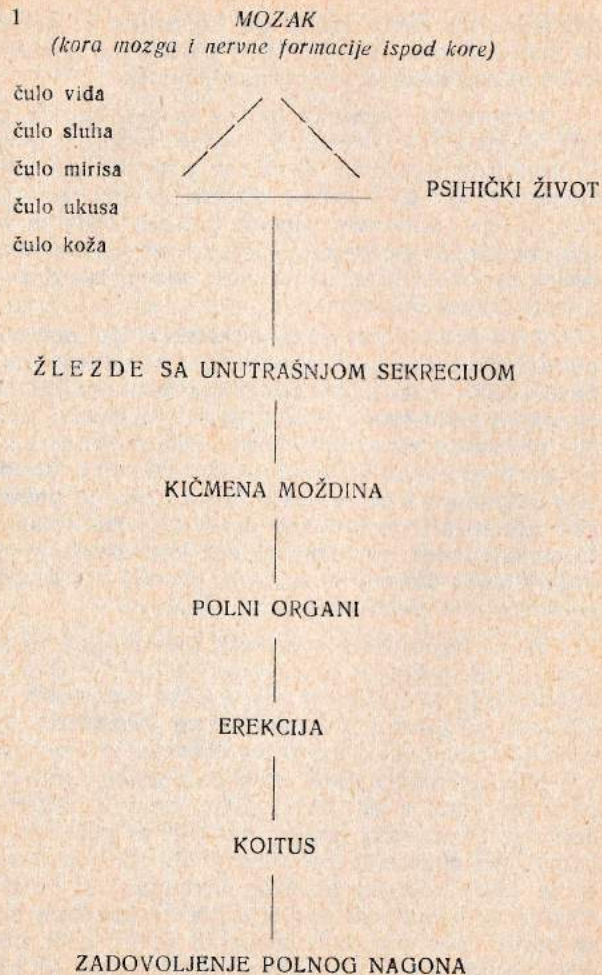 1 MOZAK
(kora mozga i nervne formacije ispod kore)
čulo vida
čulo sluha
čulo mirisa
čulo ukusa
čulo koža
PSIHIČKI ŽIVOT
ŽLEZDE SA UNUTRAŠNJOM SEKRECIJOM
KIČMENA MOŽDINA
POLNI ORGANI
EREKCIJA
KOITUS
ZADOVOLJENJE POLNOG NAGONA